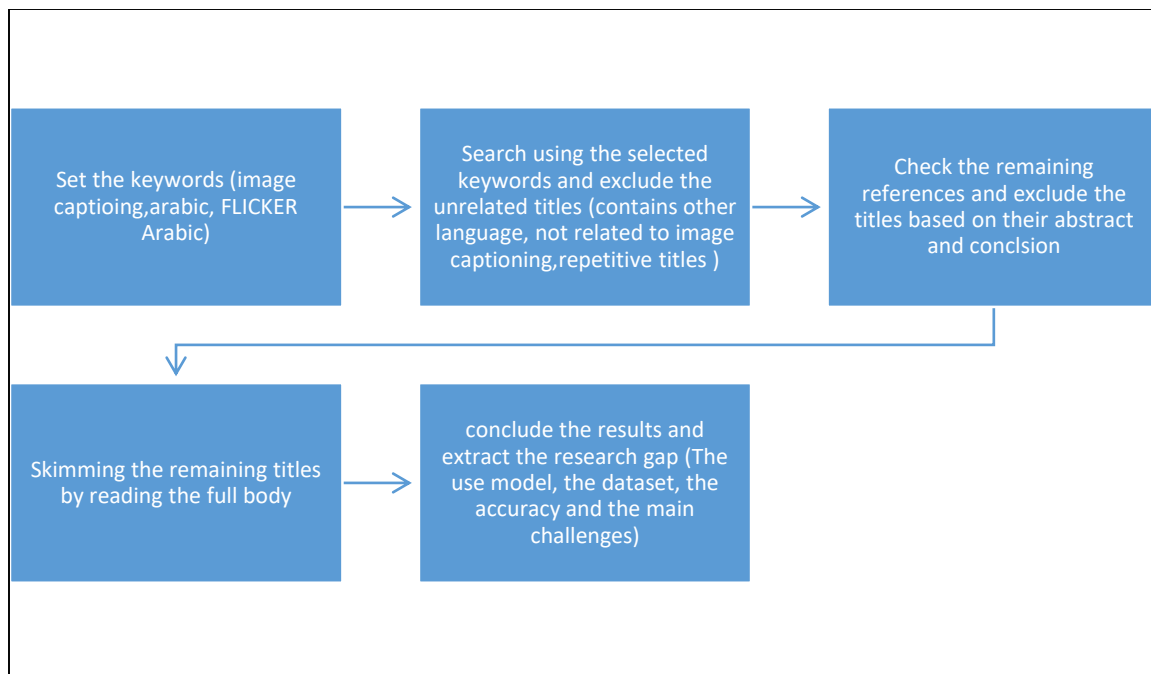 Set the keywords (image
captioing,arabic, FLICKER
Arabic)
Search using the selected
keywords and exclude the
unrelated titles (contains other
language, not related to image
captioning,repetitive titles )
Check the remaining
references and exclude the
titles based on their abstract
and conclsion
Skimming the remaining titles
by reading the full body
conclude the results and
extract the research gap (The
use model, the dataset, the
accuracy and the main
challenges)